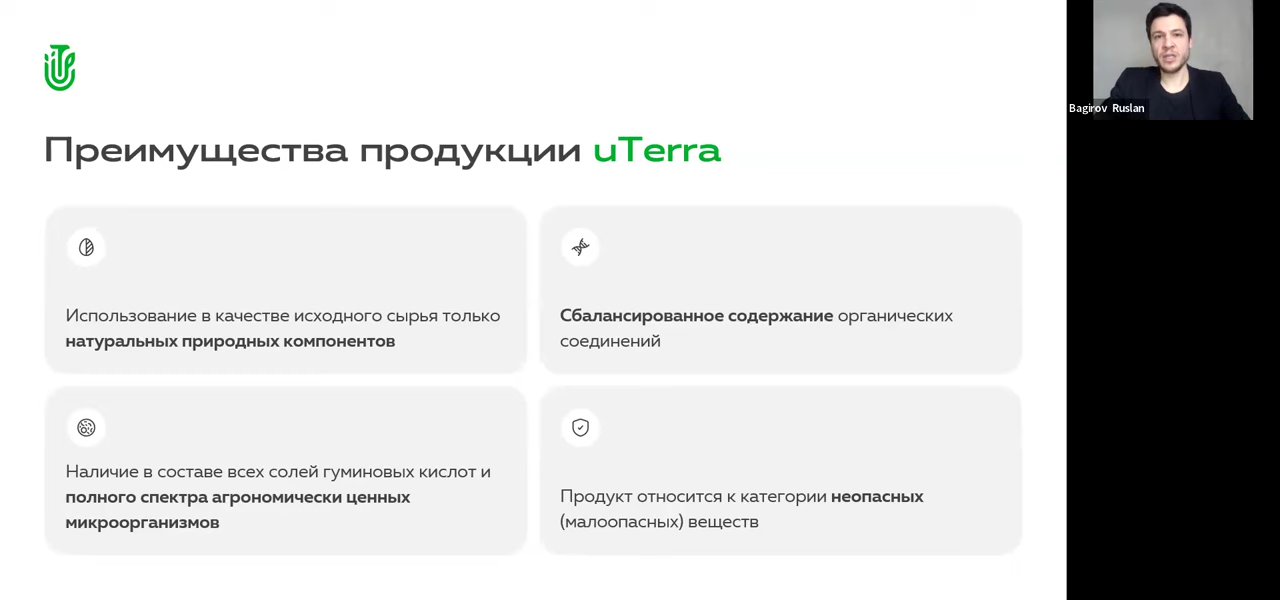 Преимущества продукции uTerra
Использование в качестве исходного сырья только
натуральных природных компонентов
Сбалансированное содержание органических
соединений
Наличие в составе всех солей гуминовых кислот и
полного спектра агрономически ценных
микроорганизмов
Продукт относится к категории неопасных
(малоопасных) веществ
Bagirov Ruslan